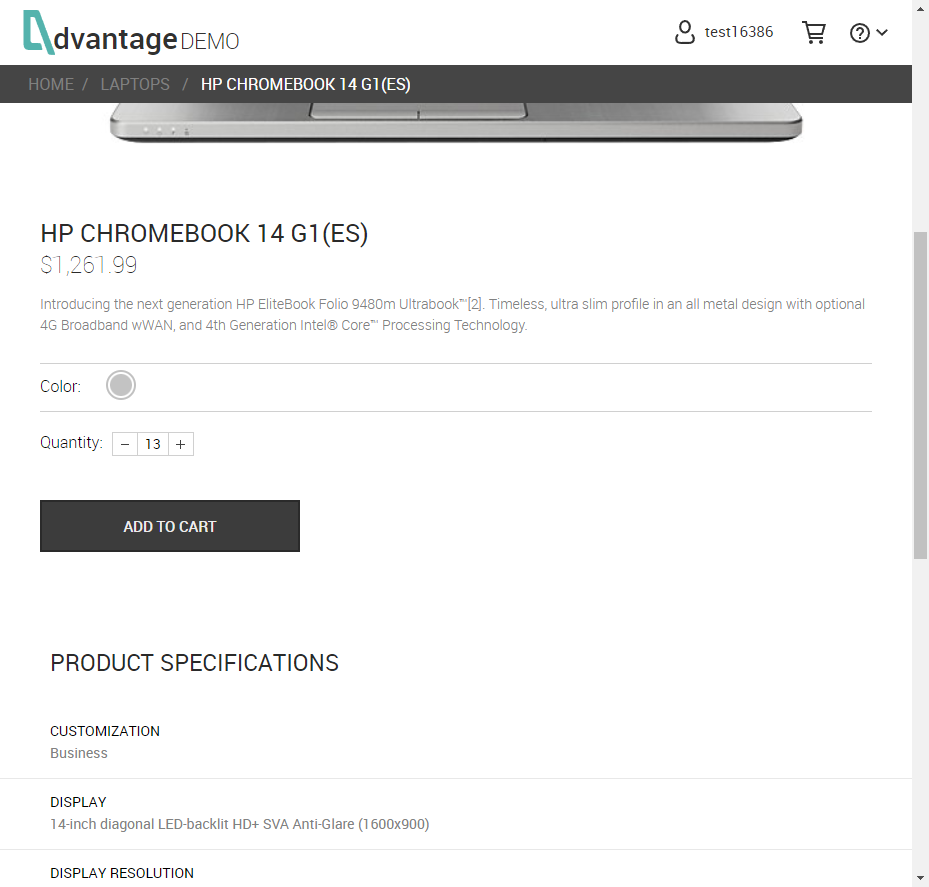 dvantage DEMO
test16386
HOME / LAPTOPS / HP CHROMEBOOK 14 G1(ES)
HP CHROMEBOOK 14 G1(ES)
$1,261.99
Introducing the next generation HP EliteBook Folio 9480m Ultrabook™[2]. Timeless, ultra slim profile in an all metal design with optional
4G Broadband wWAN, and 4th Generation Intel® Core™ Processing Technology.
Color:
Quantity: − 13 +
ADD TO CART
PRODUCT SPECIFICATIONS
CUSTOMIZATION
Business
DISPLAY
14-inch diagonal LED-backlit HD+ SVA Anti-Glare (1600x900)
DISPLAY RESOLUTION